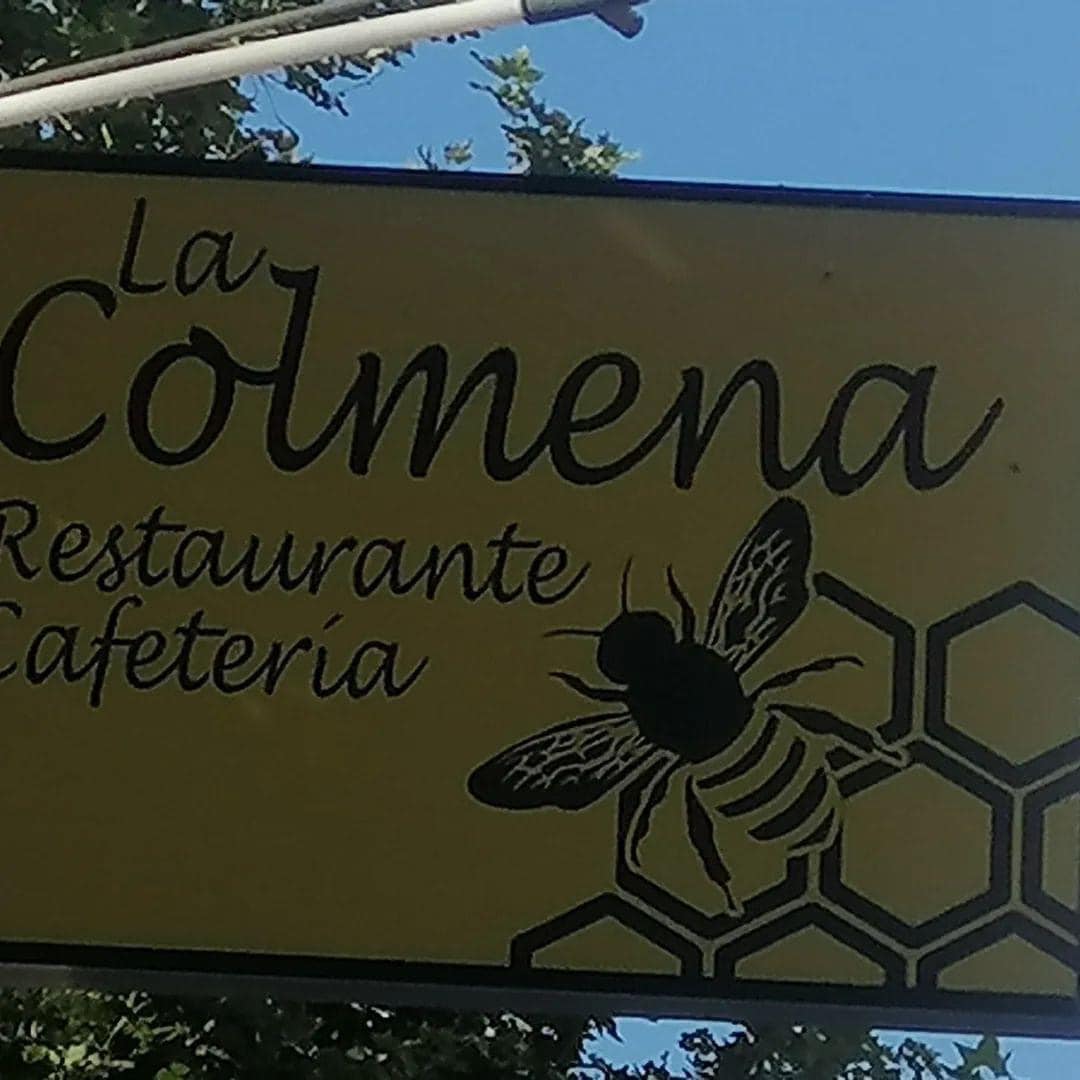 La
Colmena
Restaurante
Cafetería